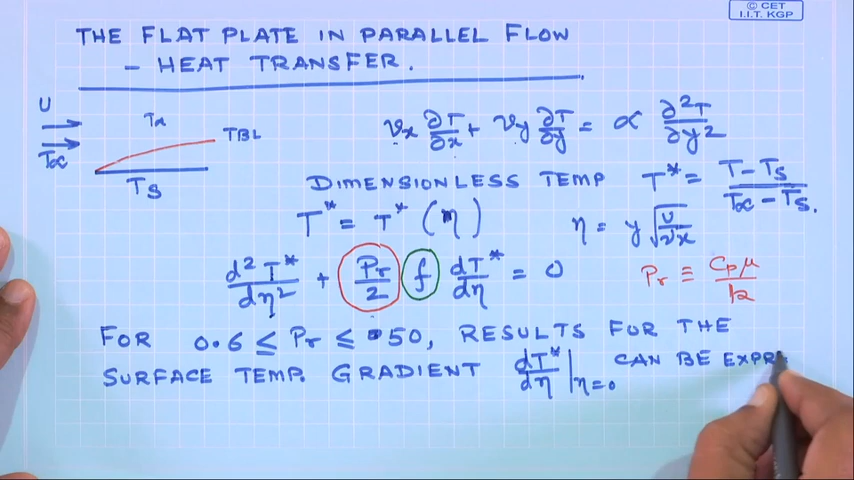 © CET
I.I.T. KGP
THE FLAT PLATE IN PARALLEL FLOW
– HEAT TRANSFER.
U
T∞
T∞
TBL
TS
vx ∂T/∂x + vy ∂T/∂y = α ∂²T/∂y²
DIMENSIONLESS TEMP T* = (T – TS)/(T∞ – TS).
T* = T* (η) η = y √(U/νx)
d²T*/dη² + Pr/2 f dT*/dη = 0 Pr ≡ Cpμ/k
FOR 0.6 ≤ Pr ≤ 50, RESULTS FOR THE
SURFACE TEMP. GRADIENT dT*/dη|η=0 CAN BE EXPR